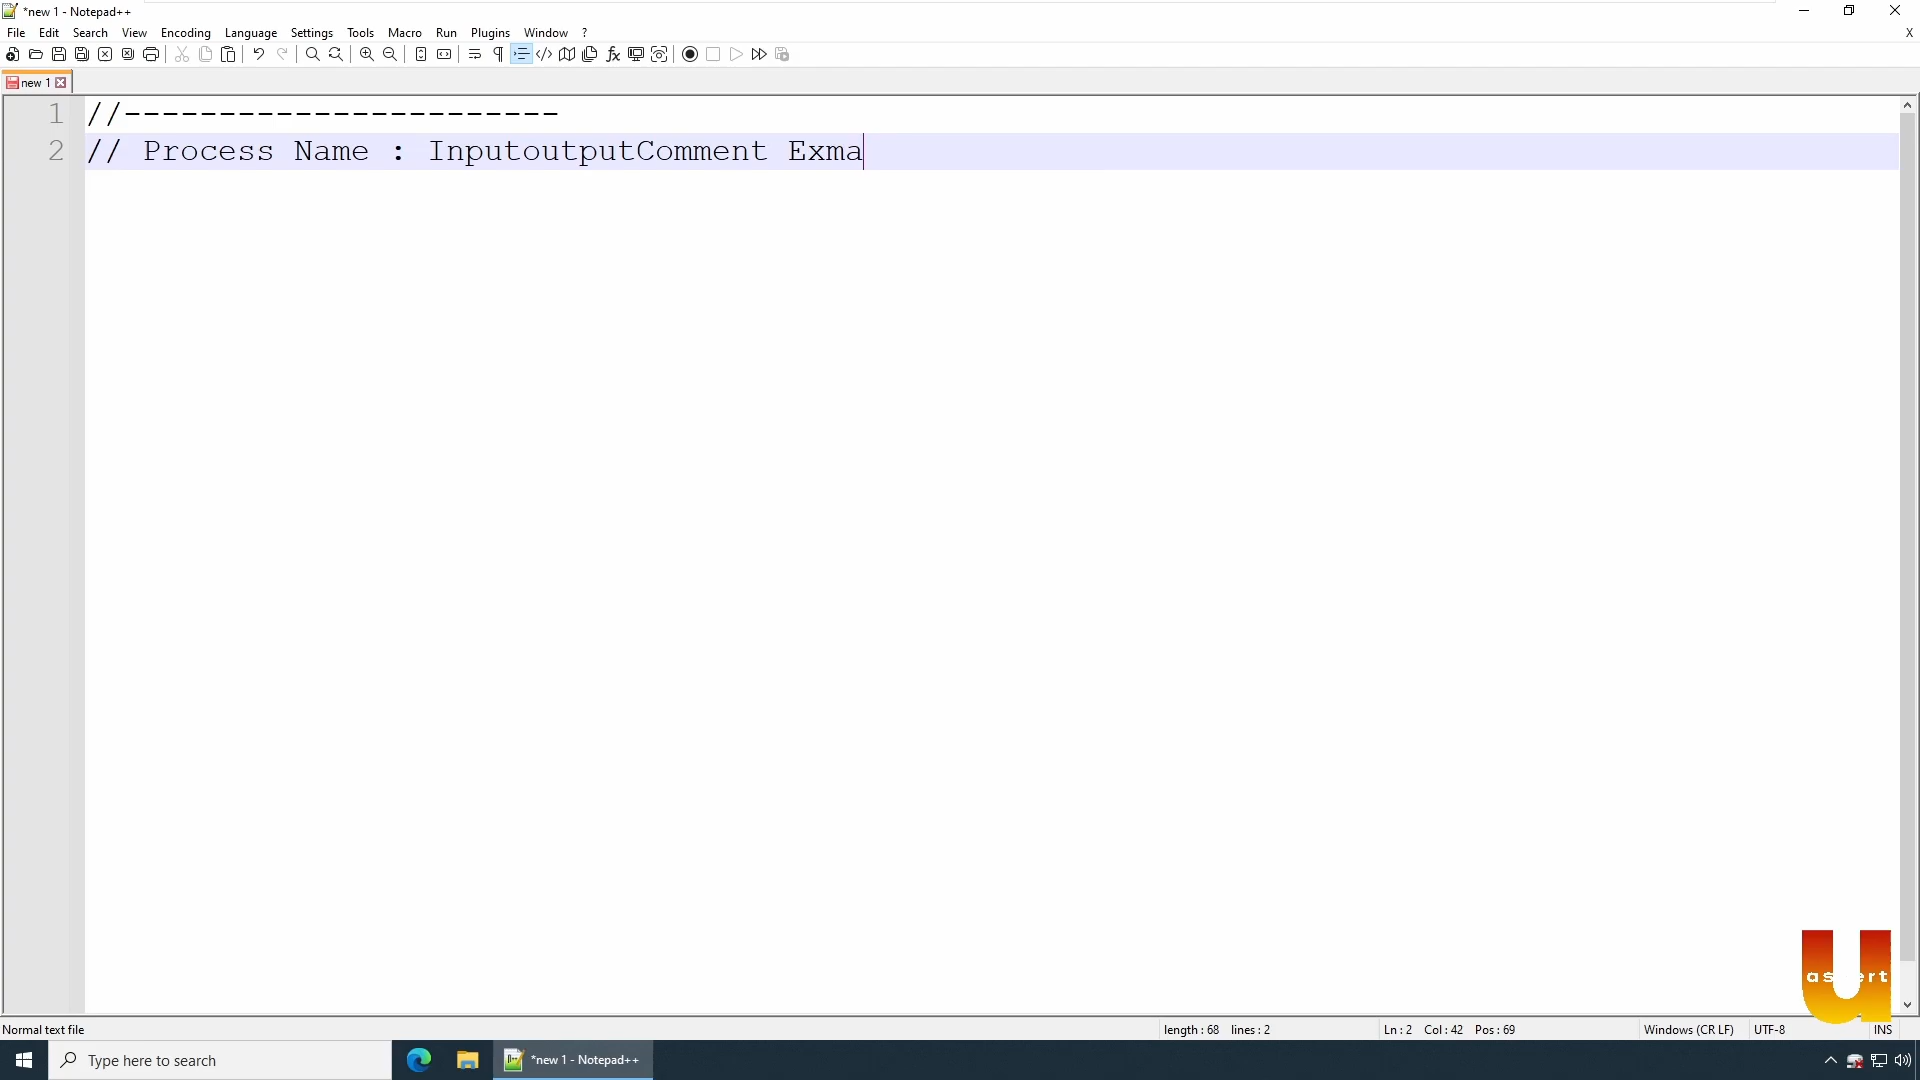 *new 1 - Notepad++
File Edit Search View Encoding Language Settings Tools Macro Run Plugins Window ? X
new 1
1 //-----------------------
2 // Process Name : InputoutputComment Exma
Normal text file length : 68 lines : 2 Ln : 2 Col : 42 Pos : 69 Windows (CR LF) UTF-8 INS
Type here to search *new 1 - Notepad++